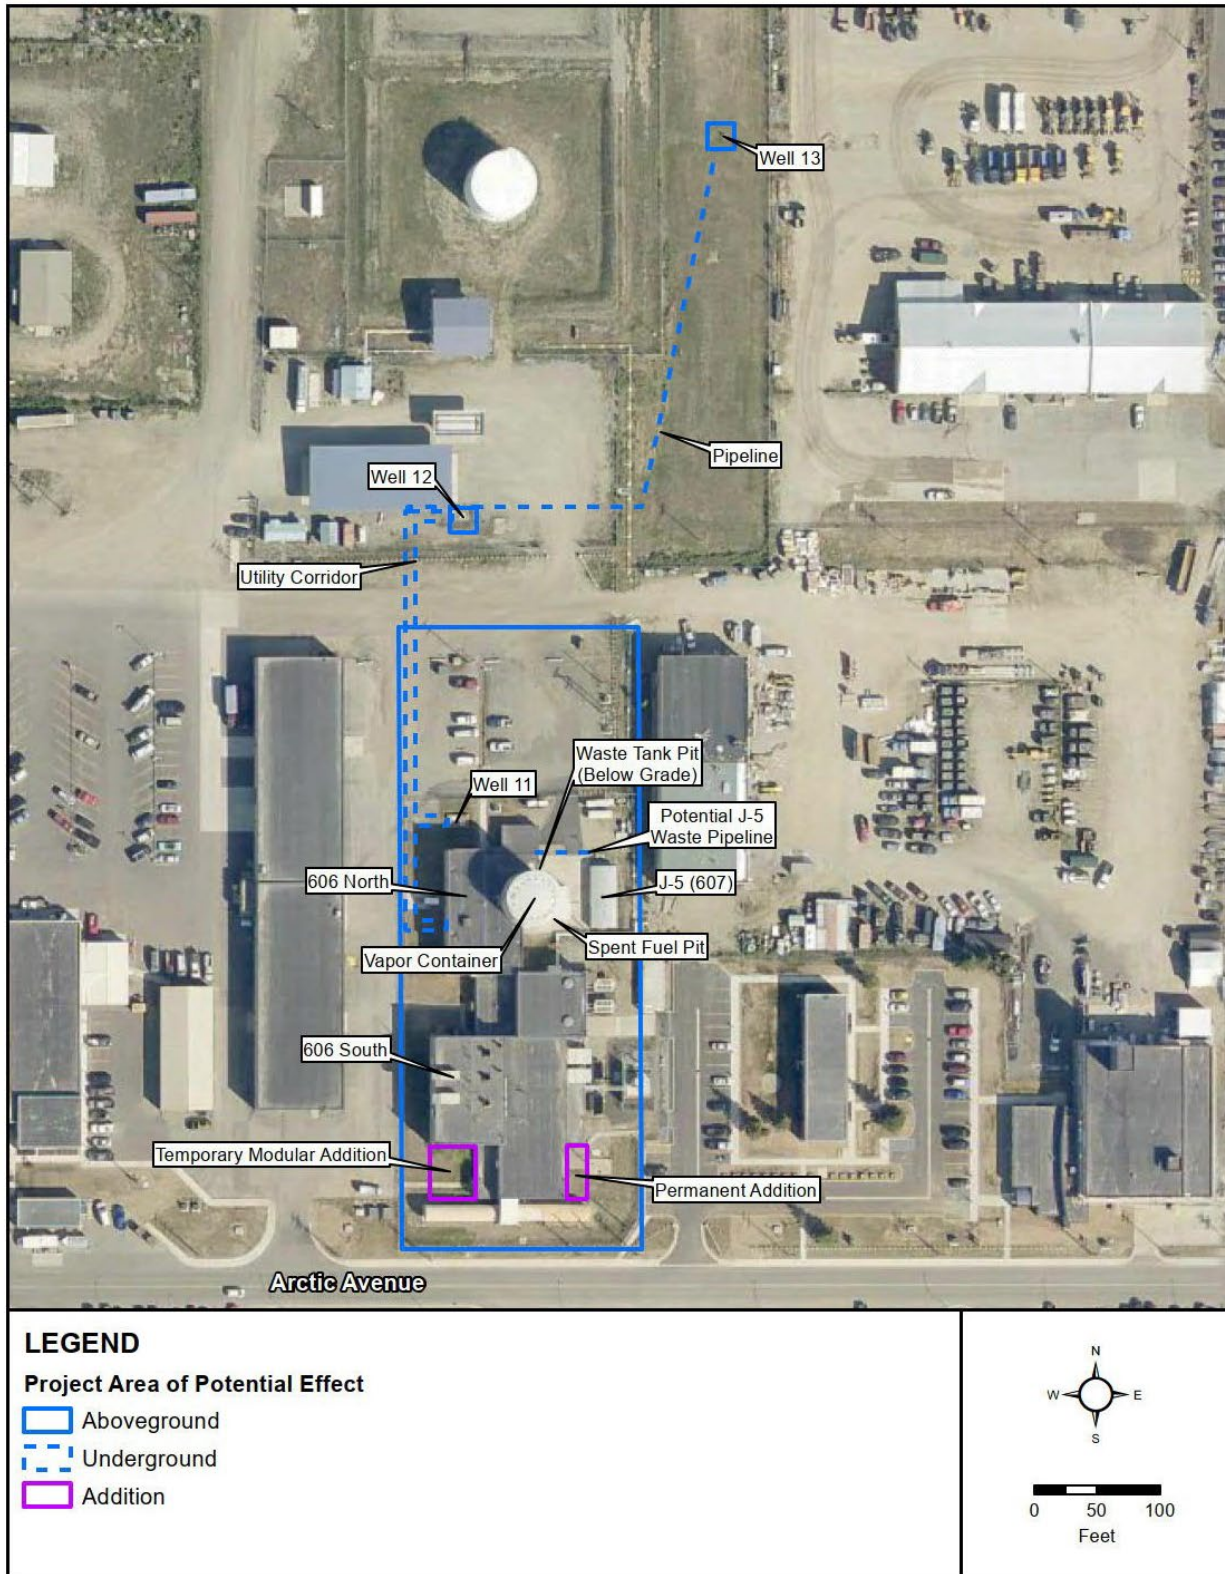 Well 13
Pipeline
Well 12
Utility Corridor
Waste Tank Pit
(Below Grade)
Well 11
Potential J-5
Waste Pipeline
606 North
J-5 (607)
Vapor Container
Spent Fuel Pit
606 South
Temporary Modular Addition
Permanent Addition
Arctic Avenue
LEGEND
Project Area of Potential Effect
Aboveground
Underground
Addition
N
W
E
S
0 50 100
Feet